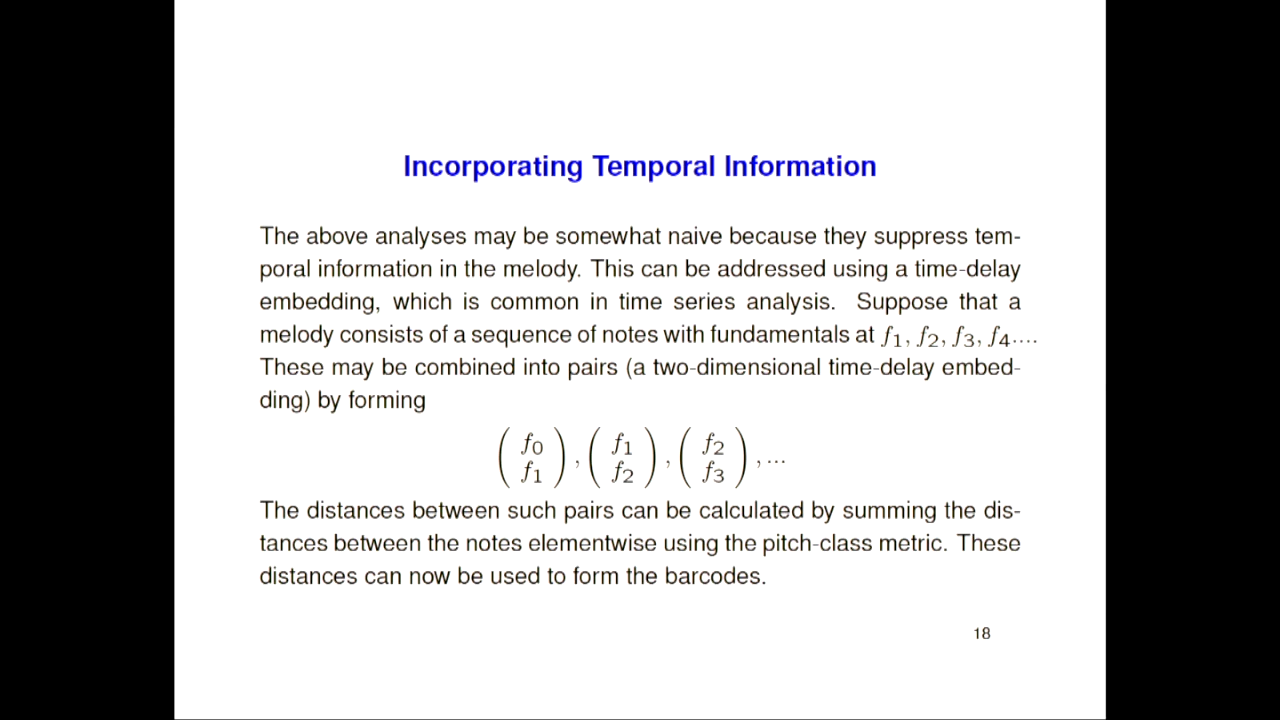 Incorporating Temporal Information
The above analyses may be somewhat naive because they suppress tem-
poral information in the melody. This can be addressed using a time-delay
embedding, which is common in time series analysis. Suppose that a
melody consists of a sequence of notes with fundamentals at f1, f2, f3, f4....
These may be combined into pairs (a two-dimensional time-delay embed-
ding) by forming
( f0 f1 ), ( f1 f2 ), ( f2 f3 ), ...
The distances between such pairs can be calculated by summing the dis-
tances between the notes elementwise using the pitch-class metric. These
distances can now be used to form the barcodes.
18